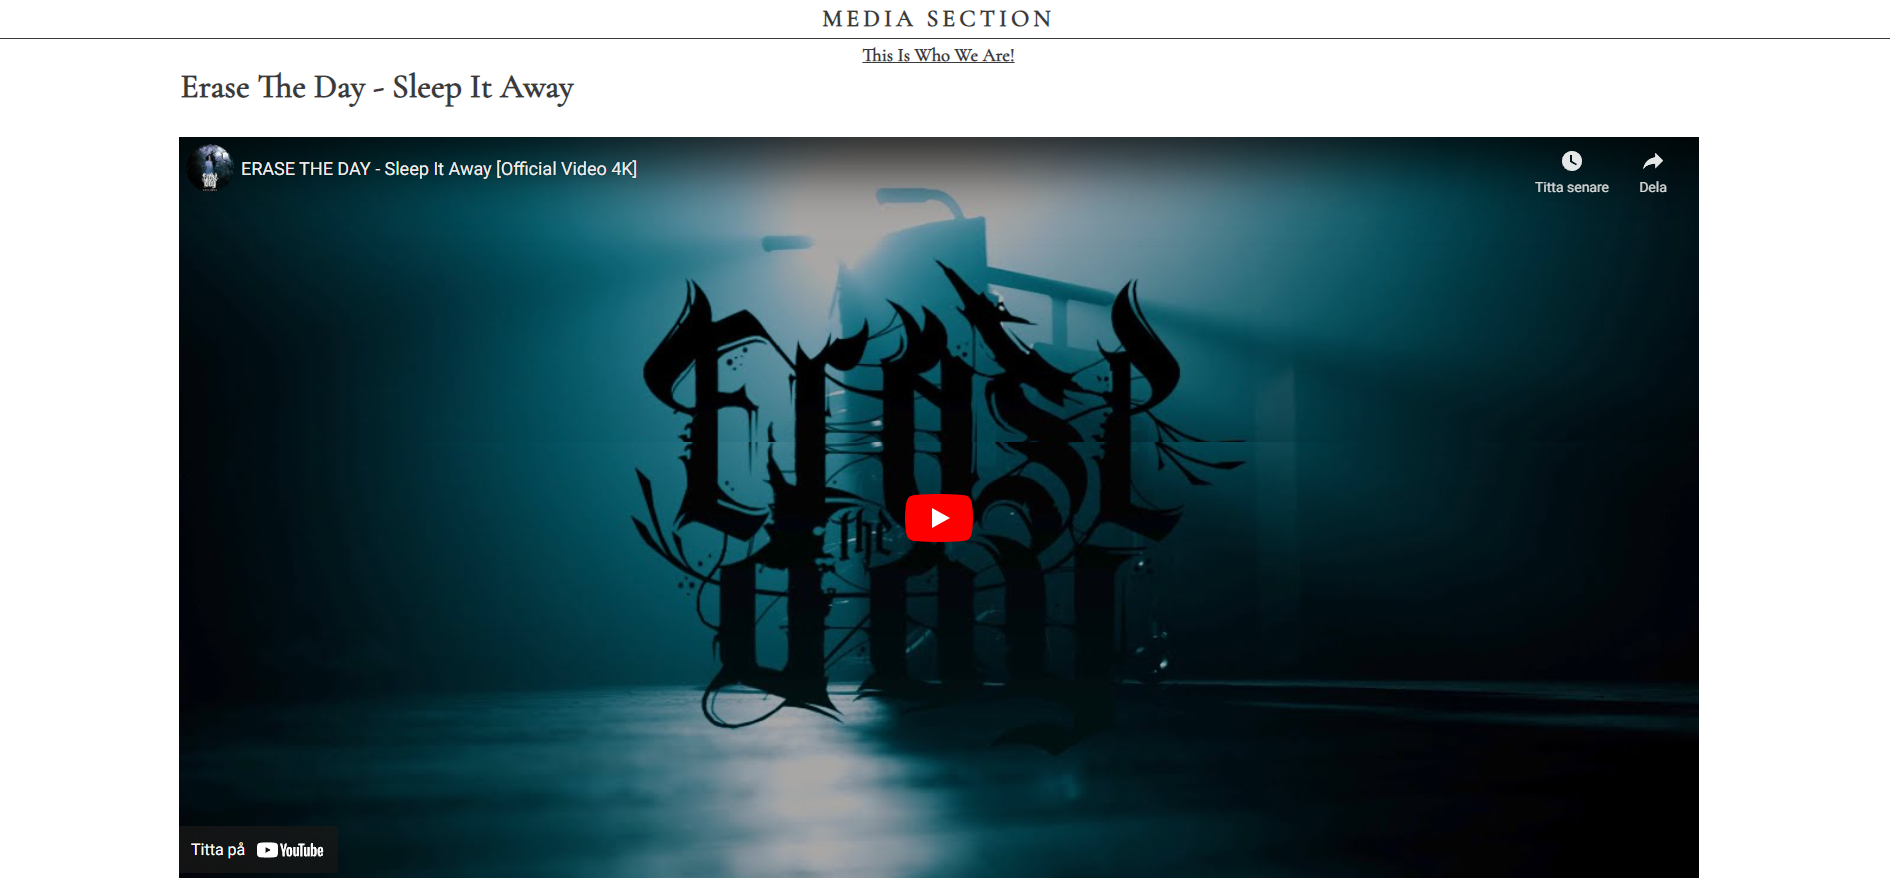 MEDIA SECTION
This Is Who We Are!
Erase The Day - Sleep It Away
ERASE THE DAY - Sleep It Away [Official Video 4K]
Titta senare
Dela
Erase
the
day
Titta på YouTube